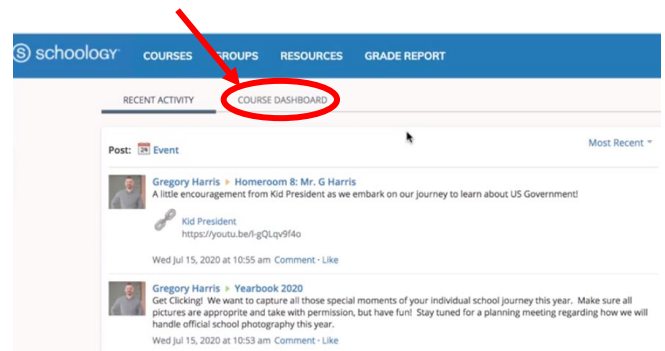 schoology COURSES GROUPS RESOURCES GRADE REPORT
RECENT ACTIVITY COURSE DASHBOARD
Post: Event Most Recent
Gregory Harris Homeroom 8: Mr. G Harris
A little encouragement from Kid President as we embark on our journey to learn about US Government!
Kid President
https://youtu.be/l-gQLqv9f4o
Wed Jul 15, 2020 at 10:55 am Comment · Like
Gregory Harris Yearbook 2020
Get Clicking! We want to capture all those special moments of your individual school journey this year. Make sure all
pictures are approprite and take with permission, but have fun! Stay tuned for a planning meeting regarding how we will
handle official school photography this year.
Wed Jul 15, 2020 at 10:53 am Comment · Like